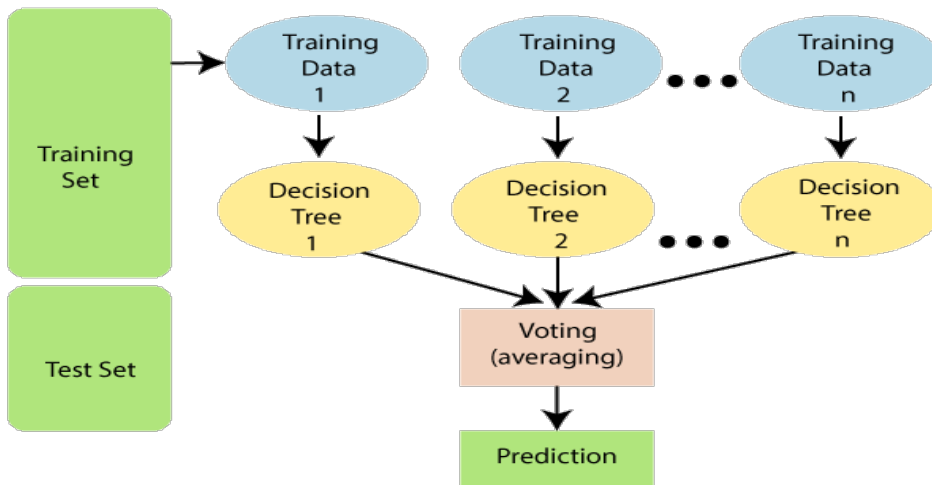 Training
Set
Test Set
Training
Data
1
Training
Data
2
Training
Data
n
Decision
Tree
1
Decision
Tree
2
Decision
Tree
n
Voting
(averaging)
Prediction